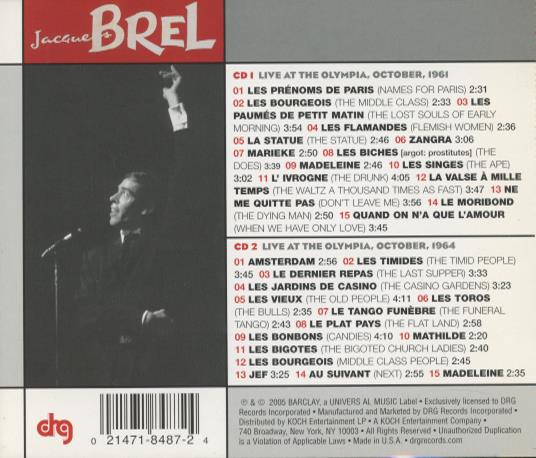 Jacques BREL
CD 1 LIVE AT THE OLYMPIA, OCTOBER, 1961
01 LES PRÉNOMS DE PARIS (NAMES FOR PARIS) 2:31
02 LES BOURGEOIS (THE MIDDLE CLASS) 2:33 03 LES
PAUMÉS DE PETIT MATIN (THE LOST SOULS OF EARLY
MORNING) 3:54 04 LES FLAMANDES (FLEMISH WOMEN) 2:36
05 LA STATUE (THE STATUE) 2:46 06 ZANGRA 3:06
07 MARIEKE 2:50 08 LES BICHES [argot: prostitutes] (THE
DOES) 3:39 09 MADELEINE 2:46 10 LES SINGES (THE APE)
3:02 11 L' IVROGNE (THE DRUNK) 4:05 12 LA VALSE À MILLE
TEMPS (THE WALTZ A THOUSAND TIMES AS FAST) 3:47 13 NE
ME QUITTE PAS (DON'T LEAVE ME) 3:56 14 LE MORIBOND
(THE DYING MAN) 2:50 15 QUAND ON N'A QUE L'AMOUR
(WHEN WE HAVE ONLY LOVE) 3:45
CD 2 LIVE AT THE OLYMPIA, OCTOBER, 1964
01 AMSTERDAM 2:56 02 LES TIMIDES (THE TIMID PEOPLE)
3:45 03 LE DERNIER REPAS (THE LAST SUPPER) 3:33
04 LES JARDINS DE CASINO (THE CASINO GARDENS) 3:23
05 LES VIEUX (THE OLD PEOPLE) 4:11 06 LES TOROS
(THE BULLS) 2:35 07 LE TANGO FUNÈBRE (THE FUNERAL
TANGO) 2:43 08 LE PLAT PAYS (THE FLAT LAND) 2:58
09 LES BONBONS (CANDIES) 4:10 10 MATHILDE 2:20
11 LES BIGOTES (THE BIGOTED CHURCH LADIES) 2:40
12 LES BOURGEOIS (MIDDLE CLASS PEOPLE) 2:45
13 JEF 3:25 14 AU SUIVANT (NEXT) 2:55 15 MADELEINE 2:35
drg
0 21471-8487-2 4
℗ & © 2005 BARCLAY, a UNIVERS AL MUSIC Label • Exclusively licensed to DRG
Records Incorporated • Manufactured and Marketed by DRG Records Incorporated •
Distributed by KOCH Entertainment LP • A KOCH Entertainment Company •
740 Broadway, New York, NY 10003 • All Rights Reserved • Unauthorized Duplication
is a Violation of Applicable Laws • Made in U.S.A. • drgrecords.com